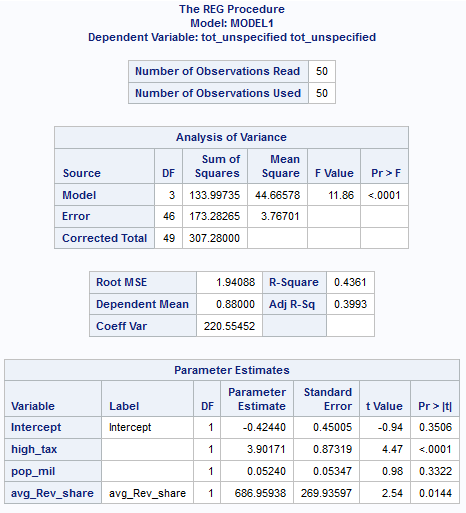 The REG Procedure
Model: MODEL1
Dependent Variable: tot_unspecified tot_unspecified
Number of Observations Read 50
Number of Observations Used 50
Analysis of Variance
Source DF Sum of Squares Mean Square F Value Pr > F
Model 3 133.99735 44.66578 11.86 <.0001
Error 46 173.28265 3.76701
Corrected Total 49 307.28000
Root MSE 1.94088 R-Square 0.4361
Dependent Mean 0.88000 Adj R-Sq 0.3993
Coeff Var 220.55452
Parameter Estimates
Variable Label DF Parameter Estimate Standard Error t Value Pr > |t|
Intercept Intercept 1 -0.42440 0.45005 -0.94 0.3506
high_tax 1 3.90171 0.87319 4.47 <.0001
pop_mil 1 0.05240 0.05347 0.98 0.3322
avg_Rev_share avg_Rev_share 1 686.95938 269.93597 2.54 0.0144